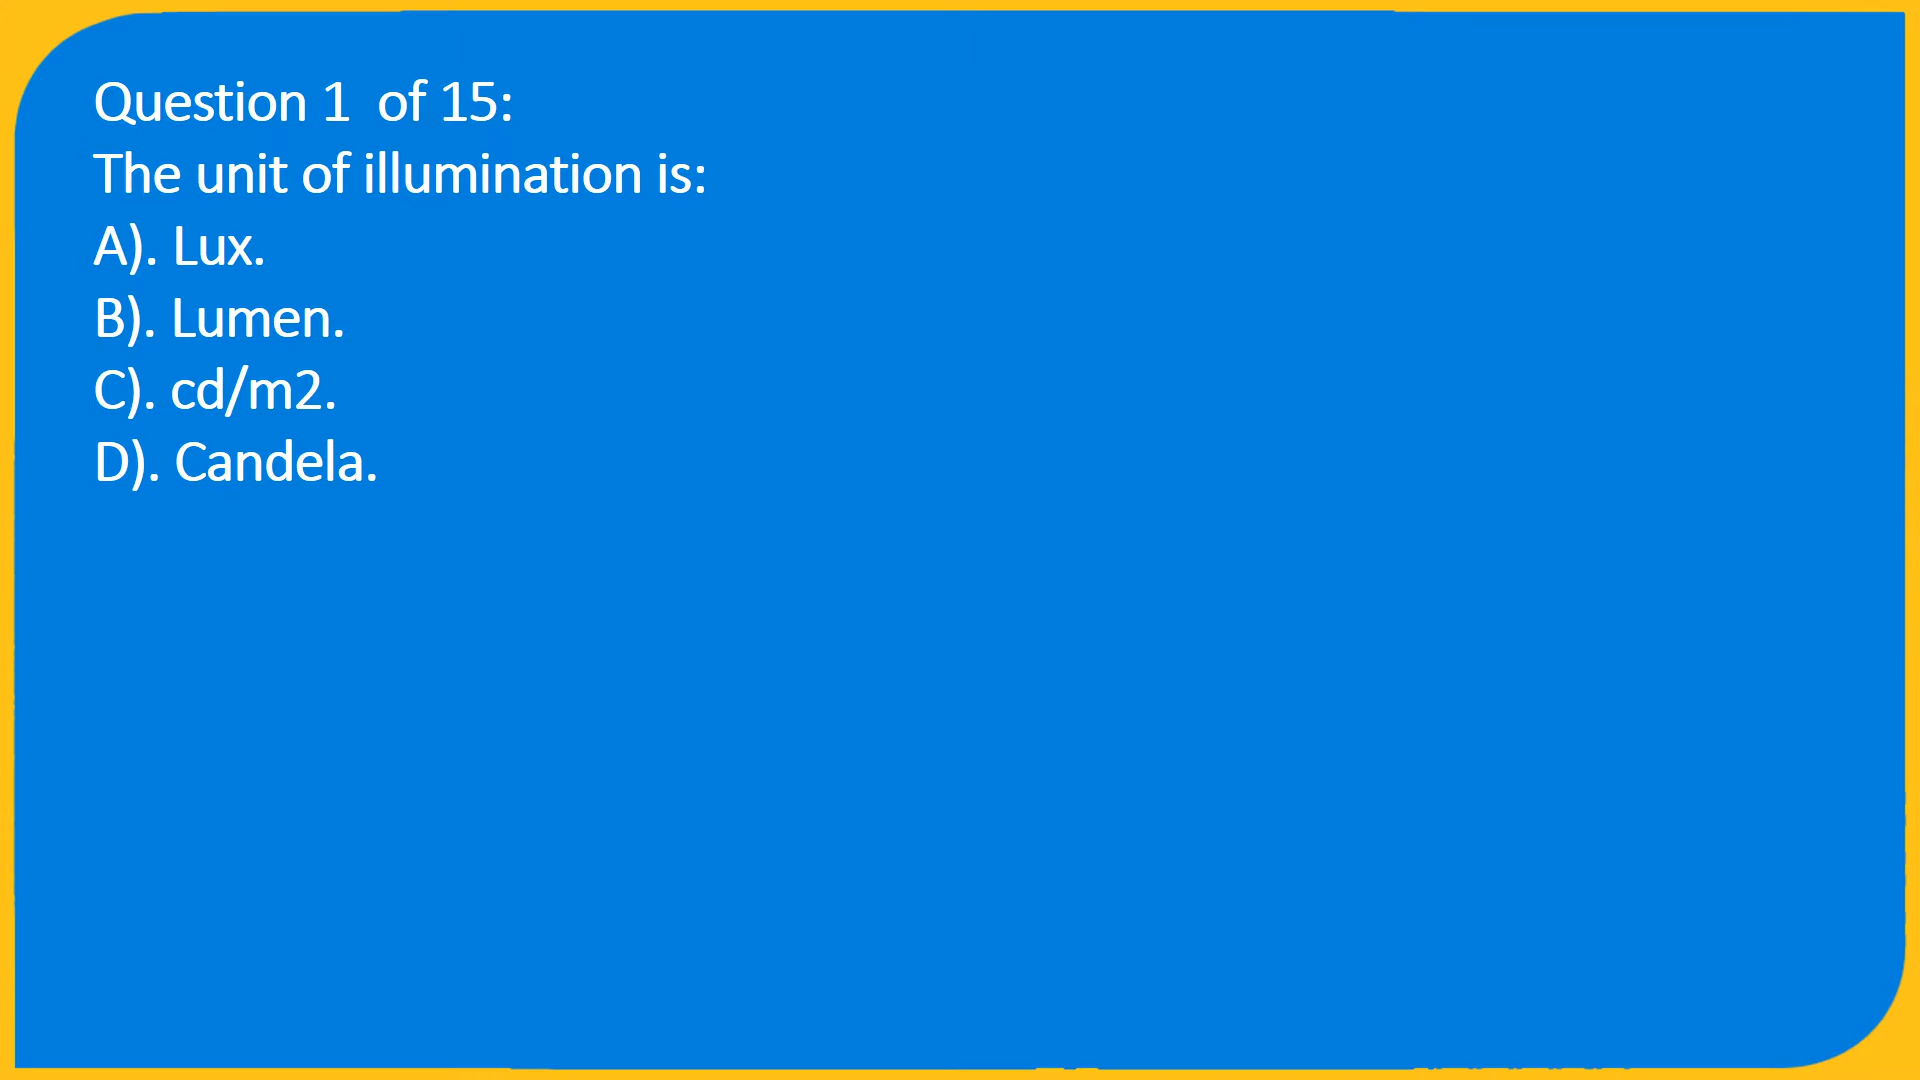 Question 1  of 15:
The unit of illumination is:
A). Lux.
B). Lumen.
C). cd/m2.
D). Candela.